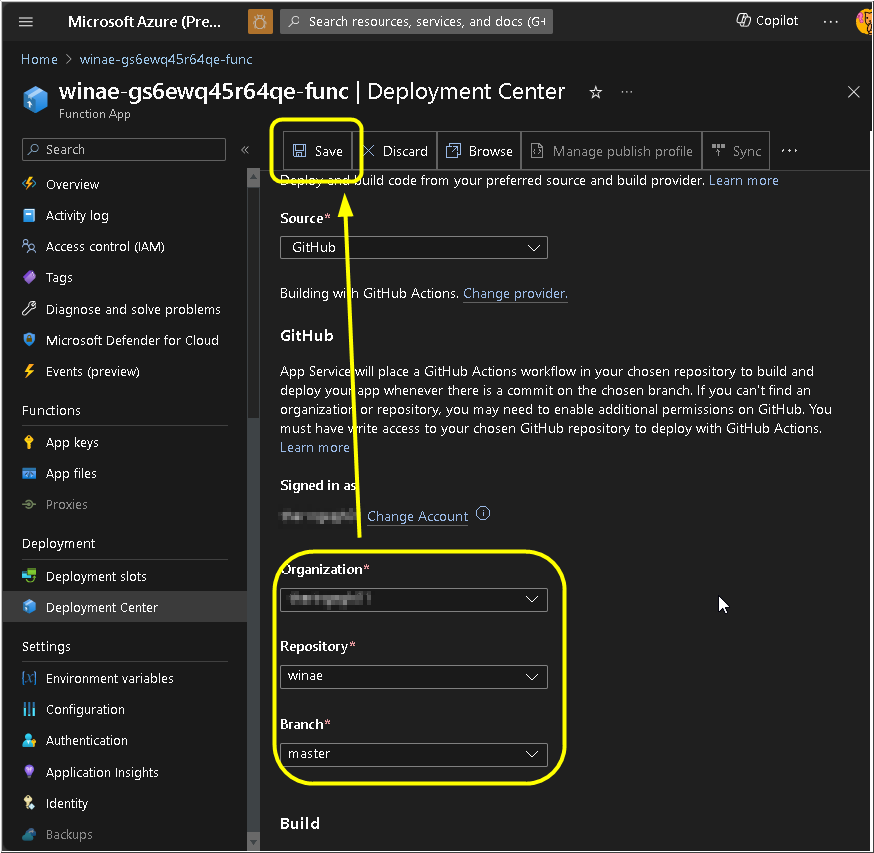 Microsoft Azure (Pre...
Search resources, services, and docs (G+
Copilot
...
Home > winae-gs6ewq45r64qe-func
winae-gs6ewq45r64qe-func | Deployment Center
...
Function App
Search
«
Overview
Activity log
Access control (IAM)
Tags
Diagnose and solve problems
Microsoft Defender for Cloud
Events (preview)
Functions
App keys
App files
Proxies
Deployment
Deployment slots
Deployment Center
Settings
Environment variables
Configuration
Authentication
Application Insights
Identity
Backups
Save
Discard
Browse
Manage publish profile
Sync
...
Deploy and build code from your preferred source and build provider. Learn more
Source*
GitHub
Building with GitHub Actions. Change provider.
GitHub
App Service will place a GitHub Actions workflow in your chosen repository to build and
deploy your app whenever there is a commit on the chosen branch. If you can't find an
organization or repository, you may need to enable additional permissions on GitHub. You
must have write access to your chosen GitHub repository to deploy with GitHub Actions.
Learn more
Signed in as
Change Account
Organization*
Repository*
winae
Branch*
master
Build